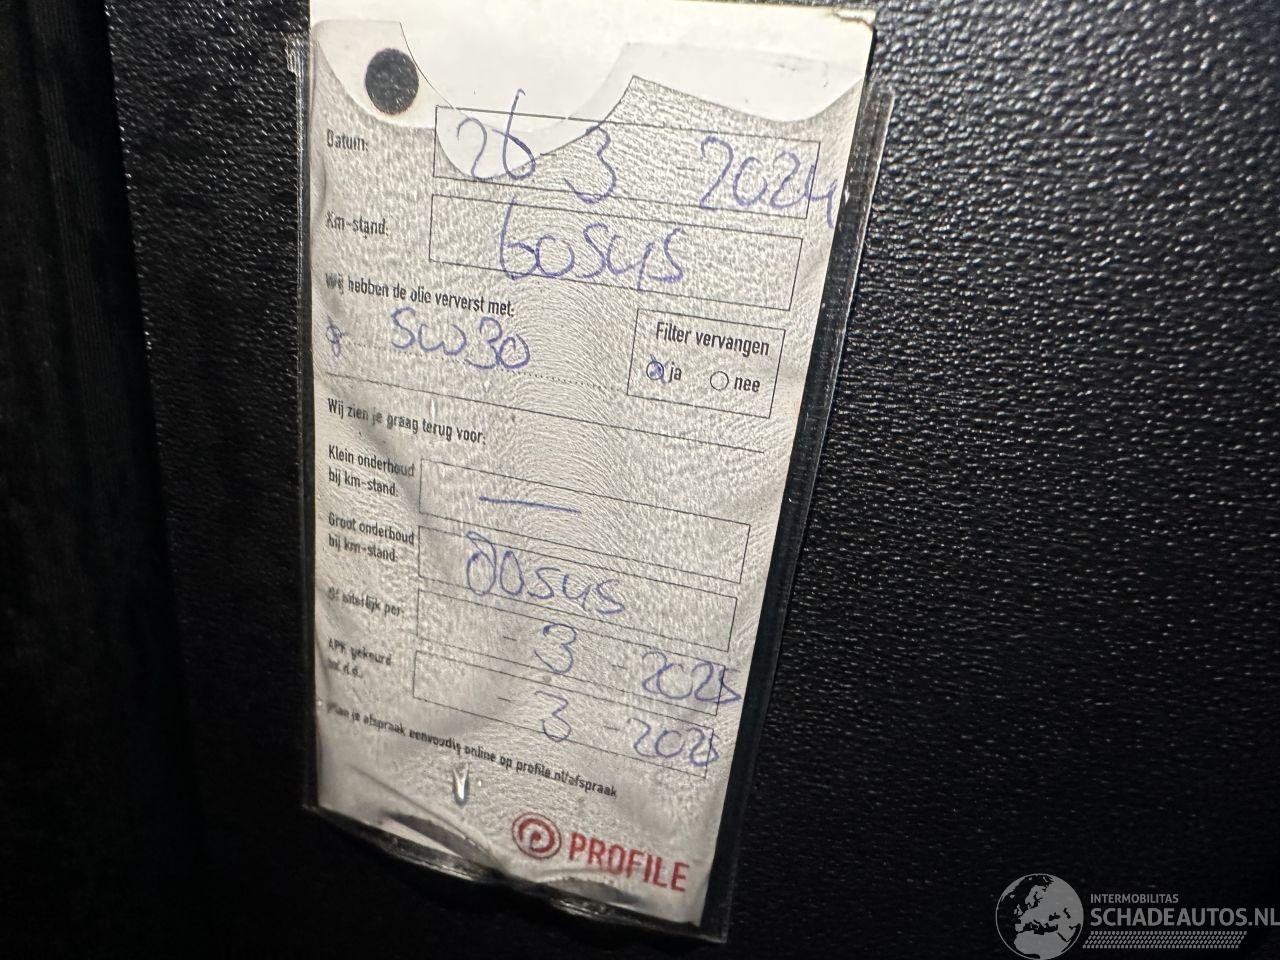 Datum: 26 3 - 2024
Km-stand: 60545
Wij hebben de olie ververst met:
5w30
Filter vervangen
ja nee
Wij zien je graag terug voor:
Klein onderhoud
bij km-stand: —
Groot onderhoud
bij km-stand: 80545
Of uiterlijk per: - 3 - 2025
APK gekeurd
t.m. d.d.: - 3 - 2025
Plan je afspraak eenvoudig online op profile.nl/afspraak
PROFILE
INTERMOBILITAS
SCHADEAUTOS.NL